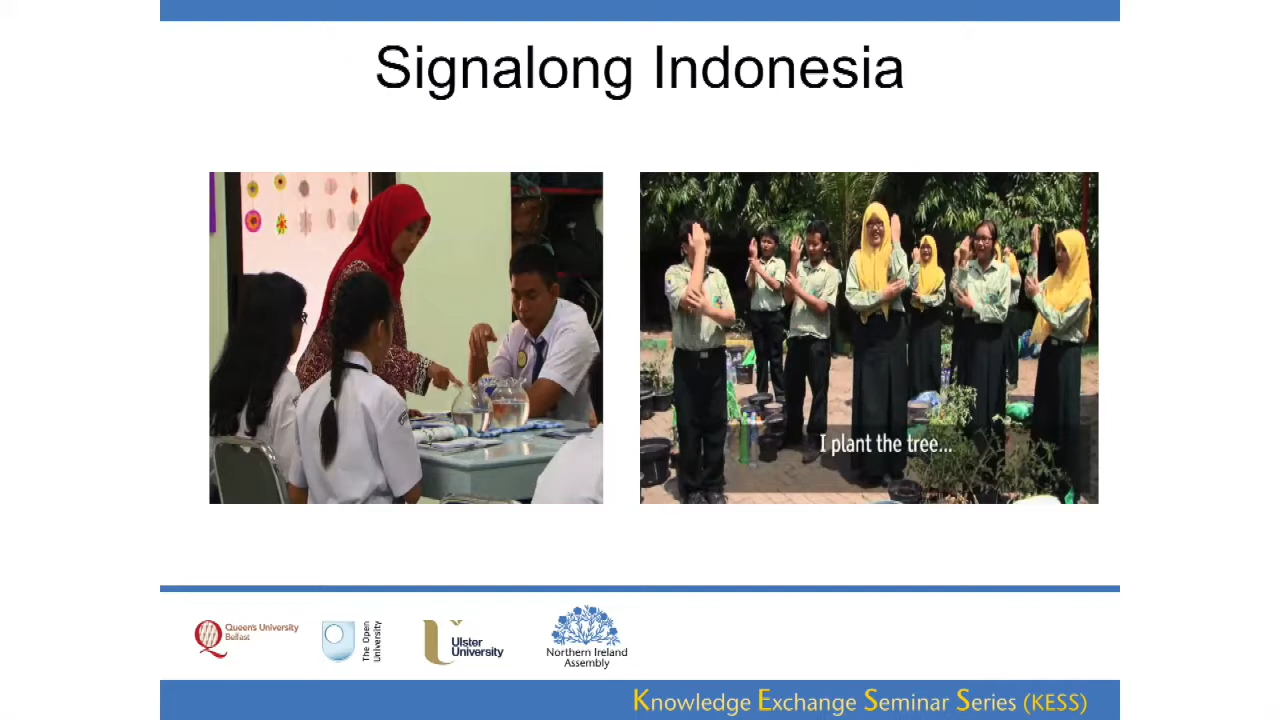 Signalong Indonesia
I plant the tree...
Queen's University
Belfast
The Open
University
Ulster
University
Northern Ireland
Assembly
Knowledge Exchange Seminar Series (KESS)